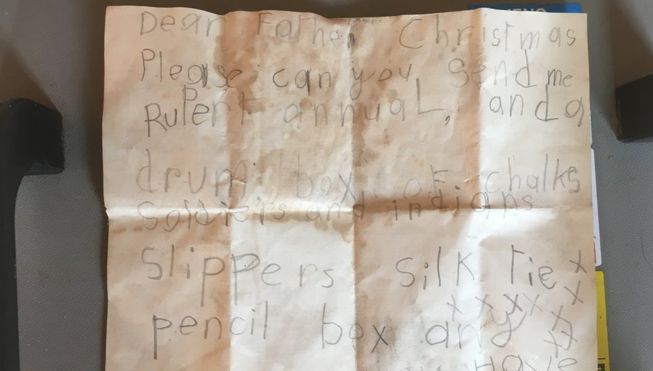 Dear Father Christmas
Please can you send me
Rupert annual, and a
drum box of chalks
Soldiers and indians
slippers silk tie x
x x x x x x
pencil box any x x